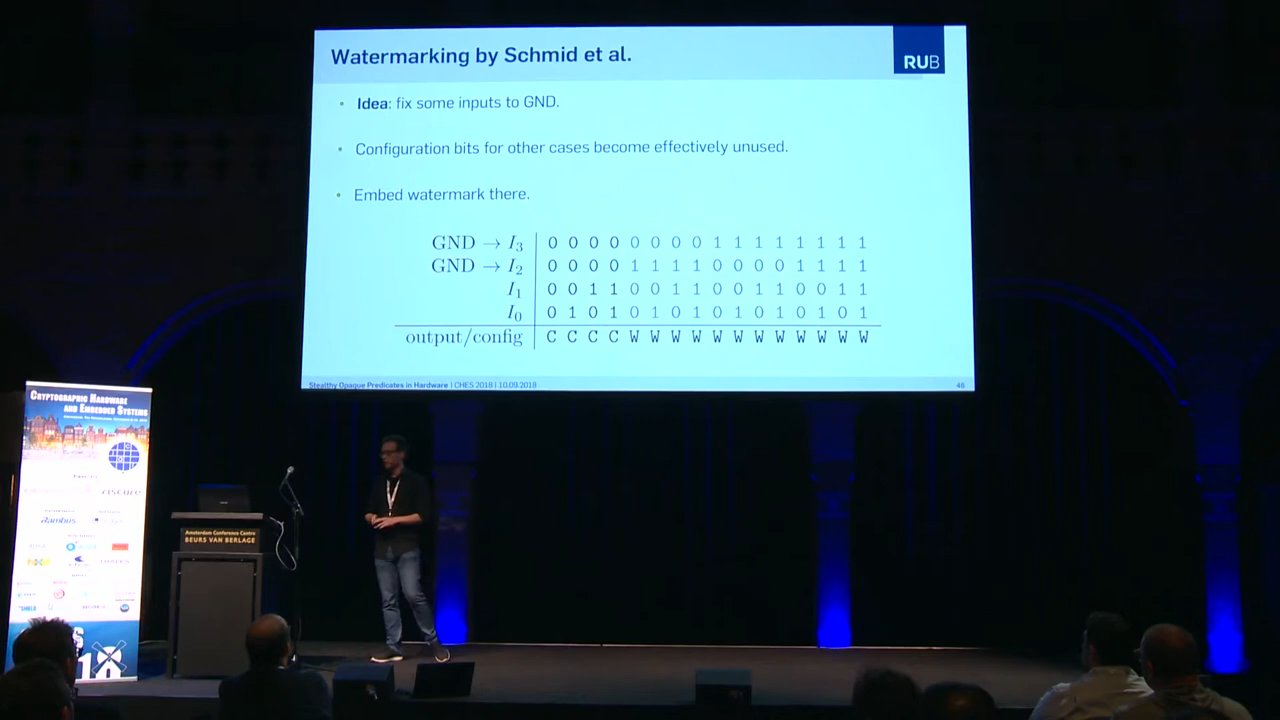 Watermarking by Schmid et al.
RUB
• Idea: fix some inputs to GND.
• Configuration bits for other cases become effectively unused.
• Embed watermark there.
GND → I3 0 0 0 0 0 0 0 0 1 1 1 1 1 1 1 1
GND → I2 0 0 0 0 1 1 1 1 0 0 0 0 1 1 1 1
I1 0 0 1 1 0 0 1 1 0 0 1 1 0 0 1 1
I0 0 1 0 1 0 1 0 1 0 1 0 1 0 1 0 1
output/config C C C C W W W W W W W W W W W W
Stealthy Opaque Predicates in Hardware | CHES 2018 | 10.09.2018
46
Cryptographic Hardware
and Embedded Systems
riscure
Rambus
Amsterdam Conference Centre
BEURS VAN BERLAGE